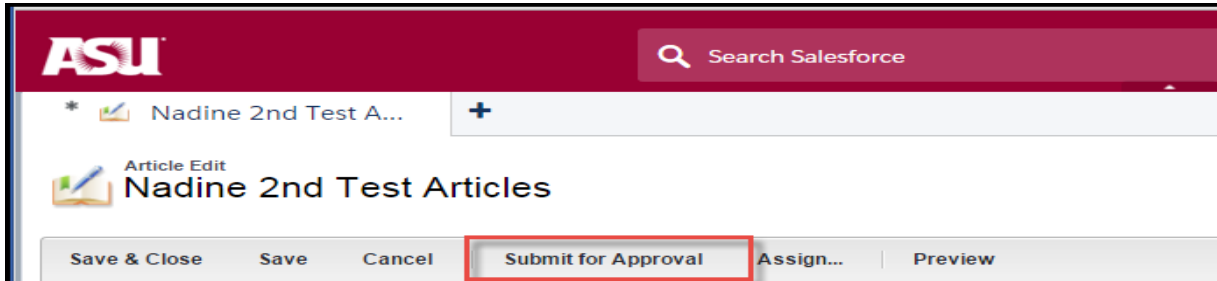 ASU
Search Salesforce
* Nadine 2nd Test A... +
Article Edit
Nadine 2nd Test Articles
Save & Close Save Cancel Submit for Approval Assign... Preview